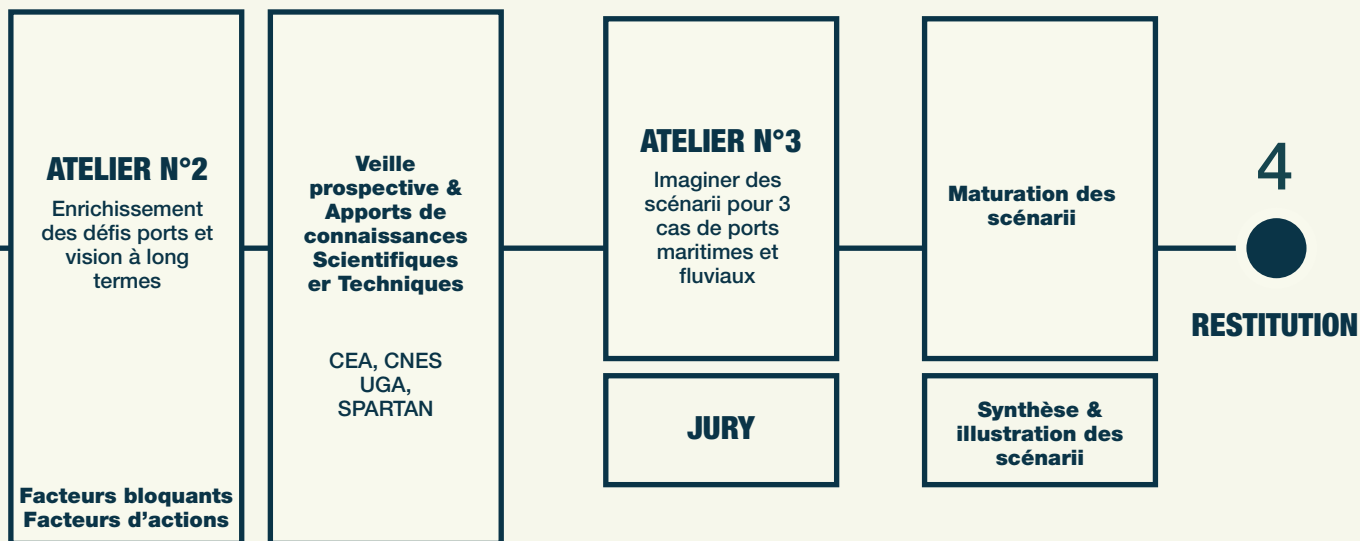 ATELIER N°2
Enrichissement
des défis ports et
vision à long
termes
Facteurs bloquants
Facteurs d'actions
Veille
prospective &
Apports de
connaissances
Scientifiques
er Techniques
CEA, CNES
UGA,
SPARTAN
ATELIER N°3
Imaginer des
scénarii pour 3
cas de ports
maritimes et
fluviaux
JURY
Maturation des
scénarii
Synthèse &
illustration des
scénarii
4
RESTITUTION